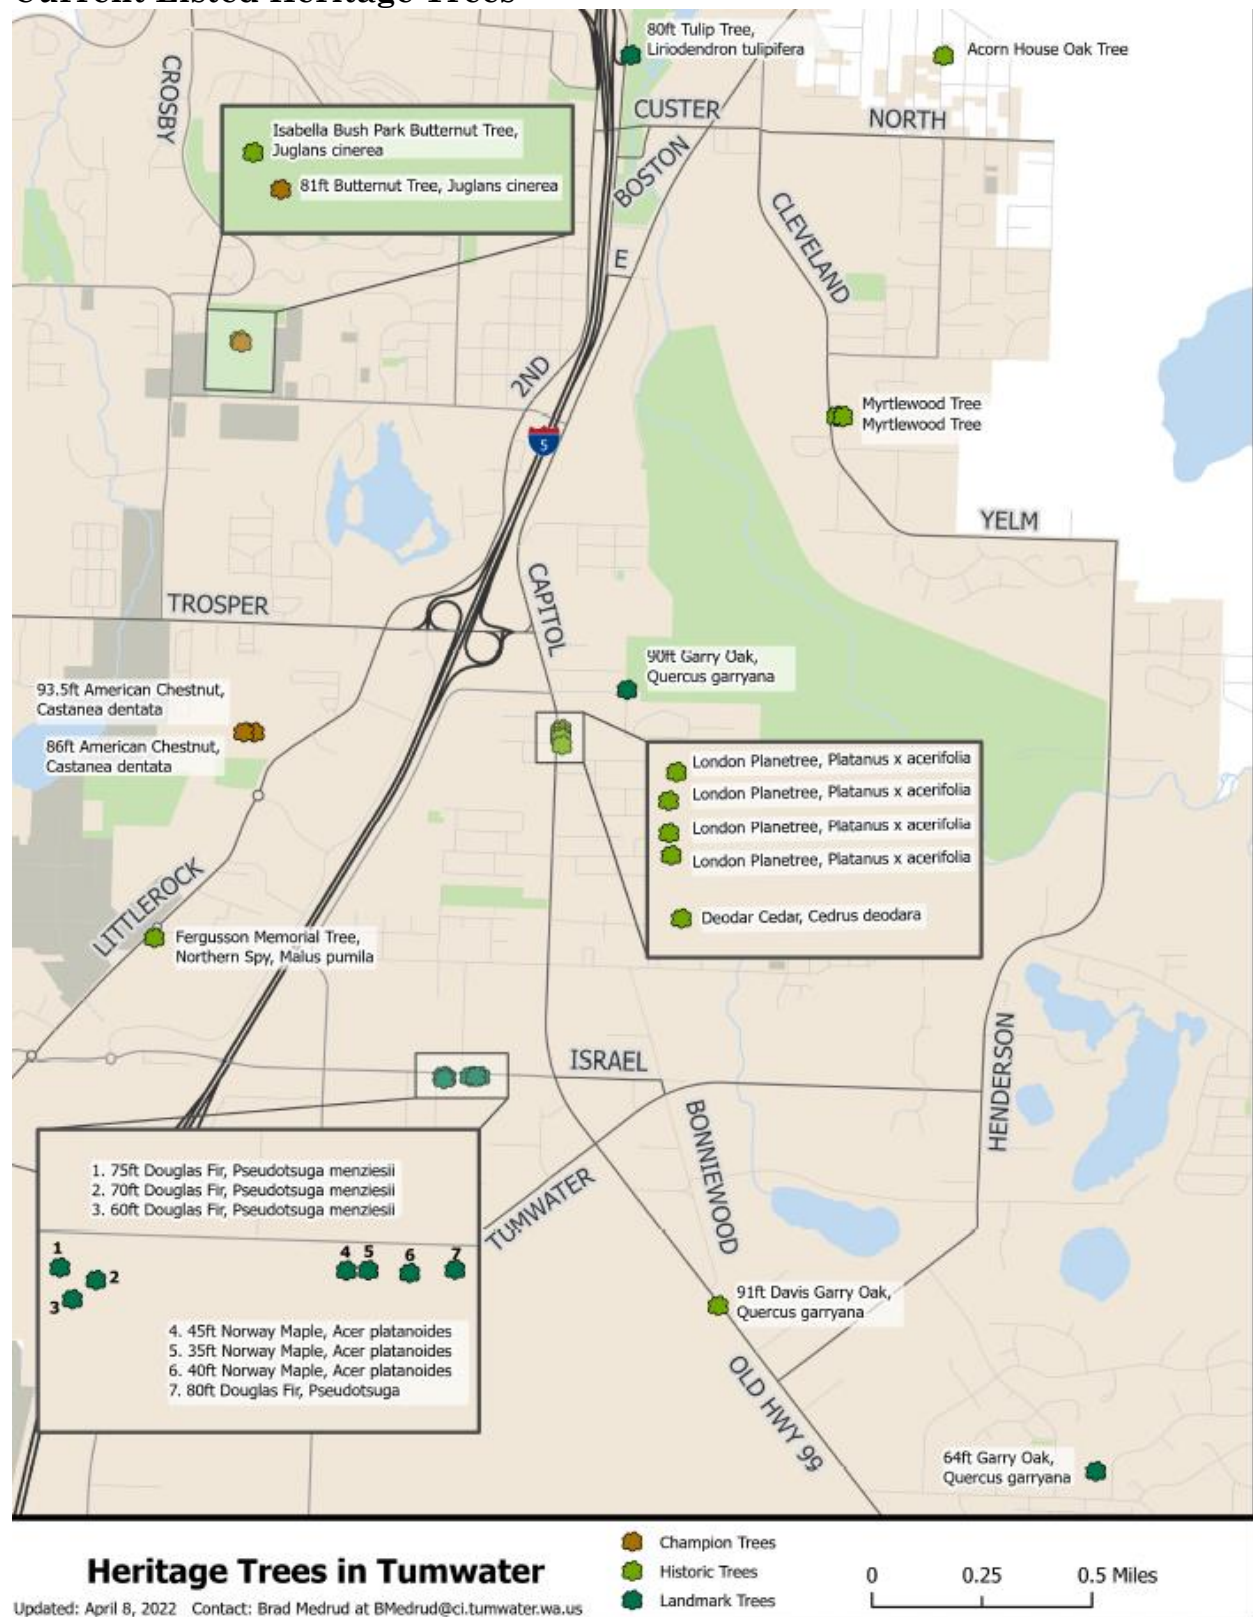 Current Listed Heritage Trees
80ft Tulip Tree,
Liriodendron tulipifera
Acorn House Oak Tree
CROSBY
CUSTER
NORTH
Isabella Bush Park Butternut Tree,
Juglans cinerea
81ft Butternut Tree, Juglans cinerea
BOSTON
E
CLEVELAND
2ND
5
Myrtlewood Tree
Myrtlewood Tree
YELM
TROSPER
CAPITOL
90ft Garry Oak,
Quercus garryana
93.5ft American Chestnut,
Castanea dentata
86ft American Chestnut,
Castanea dentata
London Planetree, Platanus x acerifolia
London Planetree, Platanus x acerifolia
London Planetree, Platanus x acerifolia
London Planetree, Platanus x acerifolia
Deodar Cedar, Cedrus deodara
LITTLEROCK
Fergusson Memorial Tree,
Northern Spy, Malus pumila
ISRAEL
HENDERSON
BONNIEWOOD
TUMWATER
1. 75ft Douglas Fir, Pseudotsuga menziesii
2. 70ft Douglas Fir, Pseudotsuga menziesii
3. 60ft Douglas Fir, Pseudotsuga menziesii
1
2
3
4
5
6
7
4. 45ft Norway Maple, Acer platanoides
5. 35ft Norway Maple, Acer platanoides
6. 40ft Norway Maple, Acer platanoides
7. 80ft Douglas Fir, Pseudotsuga
91ft Davis Garry Oak,
Quercus garryana
OLD HWY 99
64ft Garry Oak,
Quercus garryana
Heritage Trees in Tumwater
Updated: April 8, 2022 Contact: Brad Medrud at BMedrud@ci.tumwater.wa.us
Champion Trees
Historic Trees
Landmark Trees
0 0.25 0.5 Miles